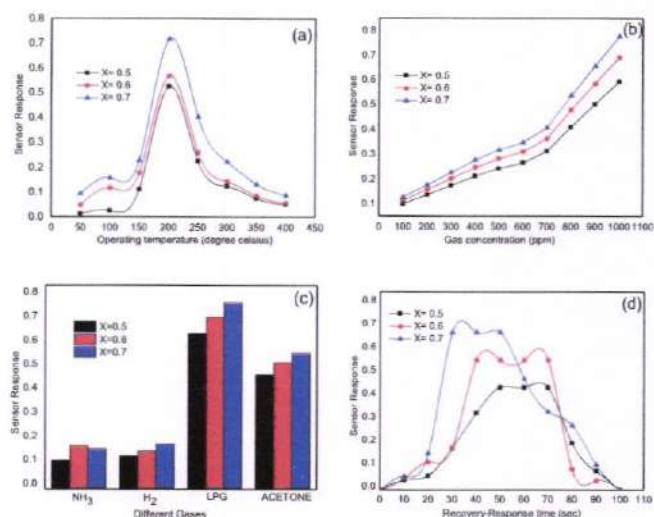 (a)
Sensor Response
0.8
0.7
0.6
0.5
0.4
0.3
0.2
0.1
0.0
X= 0.5
X= 0.6
X= 0.7
0 50 100 150 200 250 300 350 400 450
Operating temperature (degree celsius)
(b)
Sensor Response
0.8
0.7
0.6
0.5
0.4
0.3
0.2
0.1
X= 0.5
X= 0.6
X= 0.7
0 100 200 300 400 500 600 700 800 900 1000 1100
Gas concentration (ppm)
(c)
Sensor Response
0.8
0.7
0.6
0.5
0.4
0.3
0.2
0.1
0.0
X=0.5
X=0.6
X=0.7
NH3 H2 LPG ACETONE
Different Gases
(d)
Sensor Response
0.8
0.7
0.6
0.5
0.4
0.3
0.2
0.1
0.0
X= 0.5
X= 0.6
X= 0.7
0 10 20 30 40 50 60 70 80 90 100 110
Recovery-Response time (sec)